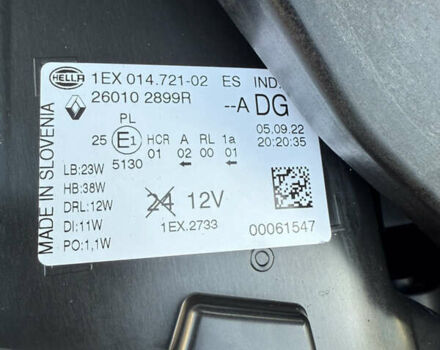 HELLA 1EX 014.721-02 ES IND.
26010 2899R --A DG
PL 05.09.22
25 E1 HCR A RL 1a 20:20:35
5130 01 02 00 01
LB:23W
HB:38W
DRL:12W 24 12V
DI:11W 1EX.2733 00061547
PO:1,1W
MADE IN SLOVENIA